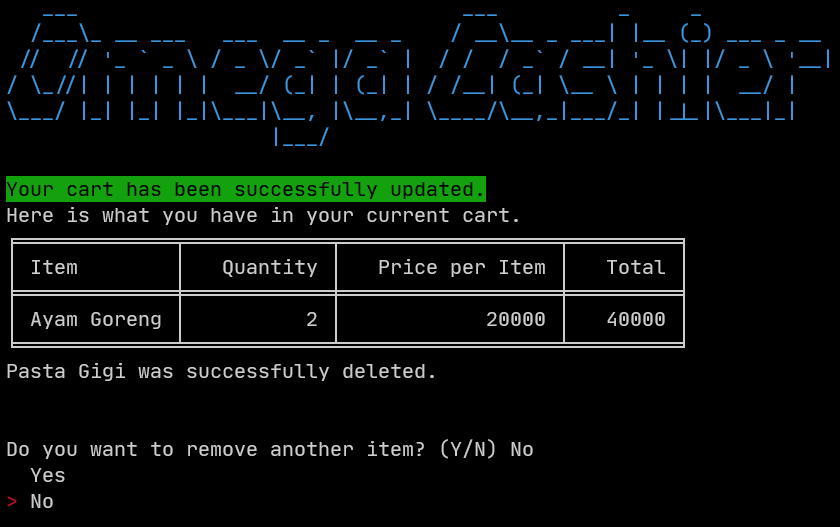 Omega Cashier
Your cart has been successfully updated.
Here is what you have in your current cart.
Item Quantity Price per Item Total
Ayam Goreng 2 20000 40000
Pasta Gigi was successfully deleted.
Do you want to remove another item? (Y/N) No
Yes
> No